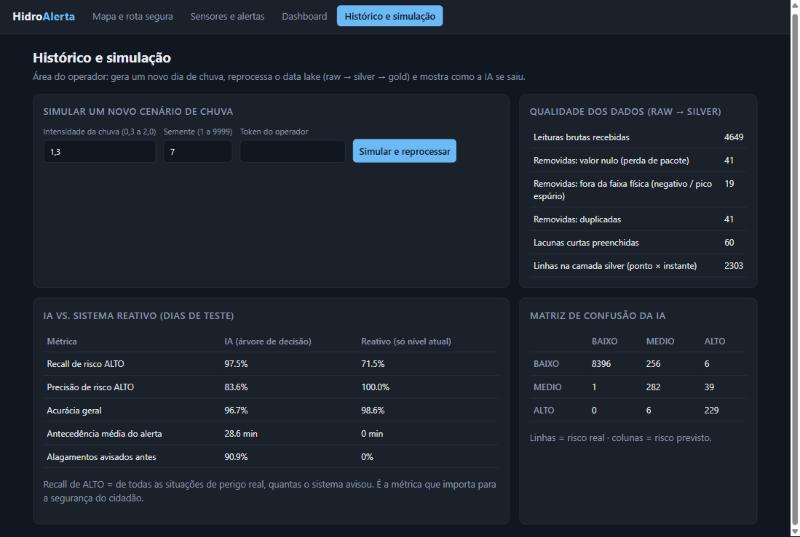 HidroAlerta Mapa e rota segura Sensores e alertas Dashboard Histórico e simulação
Histórico e simulação
Área do operador: gera um novo dia de chuva, reprocessa o data lake (raw → silver → gold) e mostra como a IA se saiu.
SIMULAR UM NOVO CENÁRIO DE CHUVA
Intensidade da chuva (0,3 a 2,0) Semente (1 a 9999) Token do operador
1,3 7 Simular e reprocessar
QUALIDADE DOS DADOS (RAW → SILVER)
Leituras brutas recebidas 4649
Removidas: valor nulo (perda de pacote) 41
Removidas: fora da faixa física (negativo / pico 19
espúrio)
Removidas: duplicadas 41
Lacunas curtas preenchidas 60
Linhas na camada silver (ponto × instante) 2303
IA VS. SISTEMA REATIVO (DIAS DE TESTE)
Métrica IA (árvore de decisão) Reativo (só nível atual)
Recall de risco ALTO 97.5% 71.5%
Precisão de risco ALTO 83.6% 100.0%
Acurácia geral 96.7% 98.6%
Antecedência média do alerta 28.6 min 0 min
Alagamentos avisados antes 90.9% 0%
Recall de ALTO = de todas as situações de perigo real, quantas o sistema avisou. É a métrica que importa para
a segurança do cidadão.
MATRIZ DE CONFUSÃO DA IA
BAIXO MEDIO ALTO
BAIXO 8396 256 6
MEDIO 1 282 39
ALTO 0 6 229
Linhas = risco real · colunas = risco previsto.